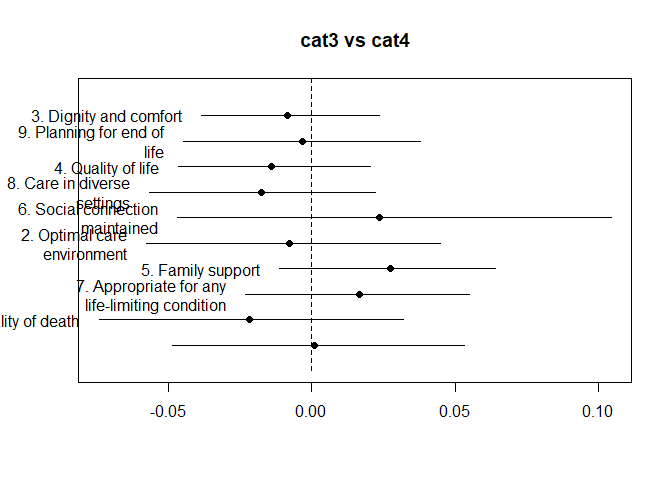 cat3 vs cat4
3. Dignity and comfort
9. Planning for end of
life
4. Quality of life
8. Care in diverse
settings
6. Social connection
maintained
2. Optimal care
environment
5. Family support
7. Appropriate for any
life-limiting condition
of death
-0.05 0.00 0.05 0.10